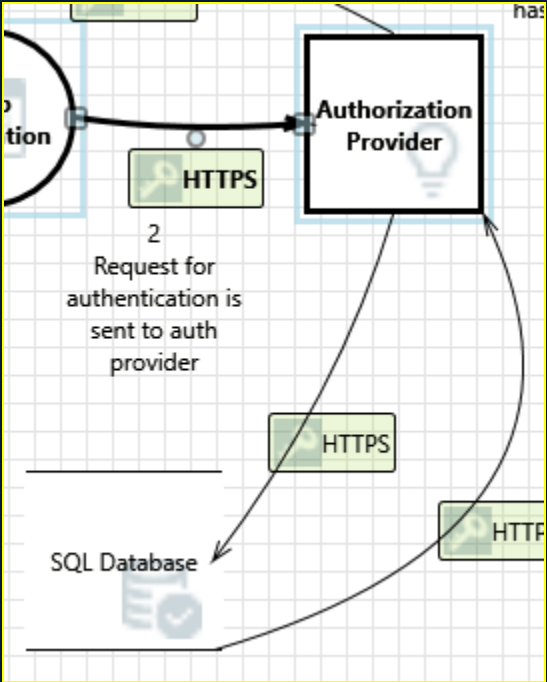 has
Authorization
Provider
tion
HTTPS
2
Request for
authentication is
sent to auth
provider
HTTPS
SQL Database
HTTP